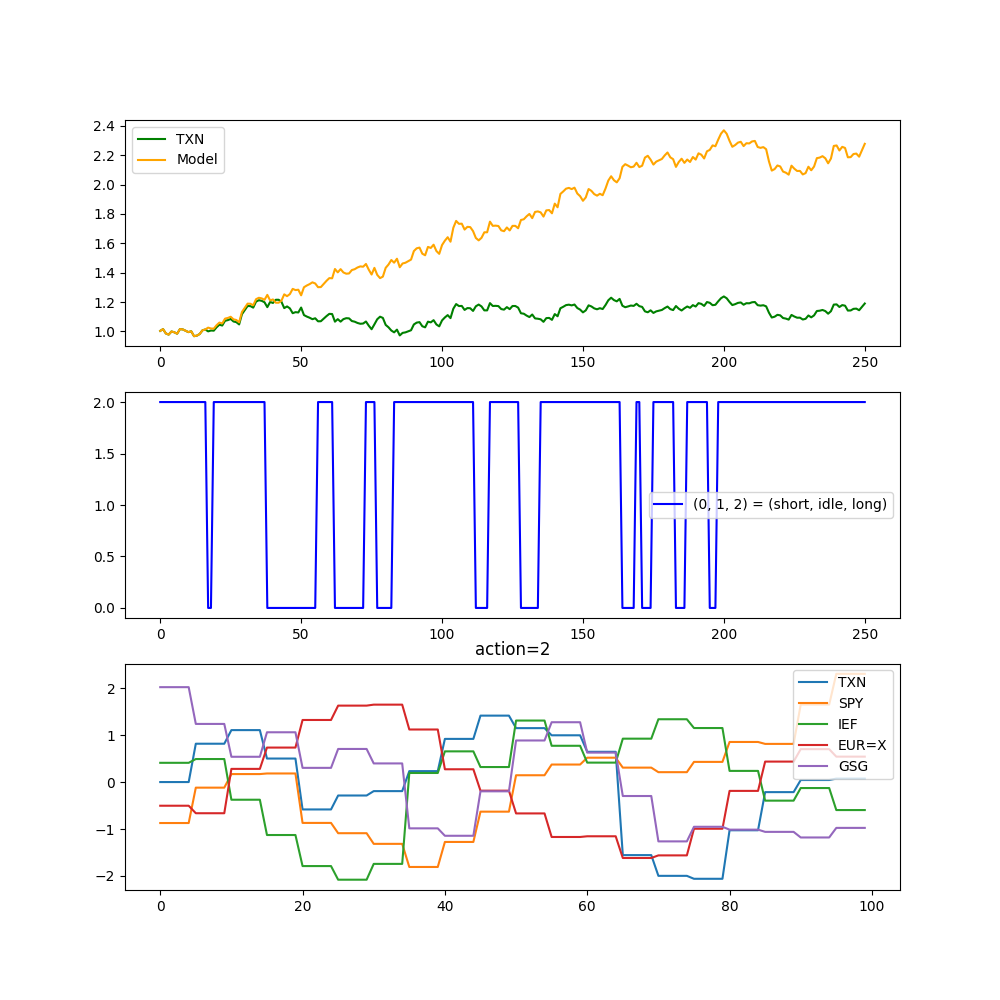 2.4
2.2
2.0
1.8
1.6
1.4
1.2
1.0
TXN
Model
0 50 100 150 200 250
2.0
1.5
1.0
0.5
0.0
(0, 1, 2) = (short, idle, long)
0 50 100 150 200 250
action=2
2
1
0
−1
−2
TXN
SPY
IEF
EUR=X
GSG
0 20 40 60 80 100